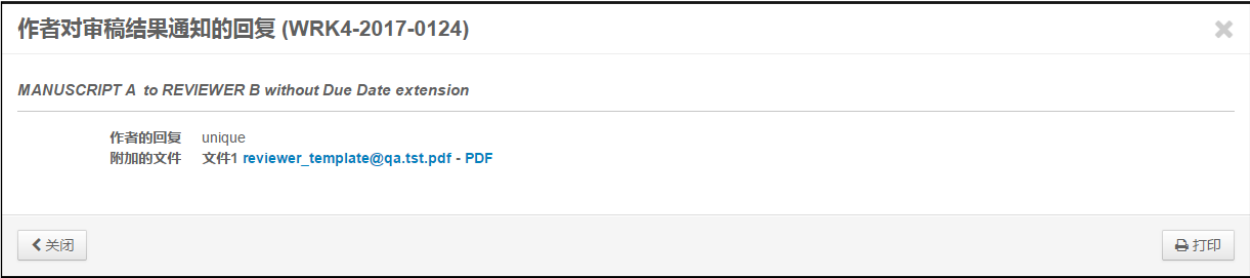 作者对审稿结果通知的回复 (WRK4-2017-0124)
MANUSCRIPT A to REVIEWER B without Due Date extension
作者的回复 unique
附加的文件 文件1 reviewer_template@qa.tst.pdf - PDF
关闭 打印